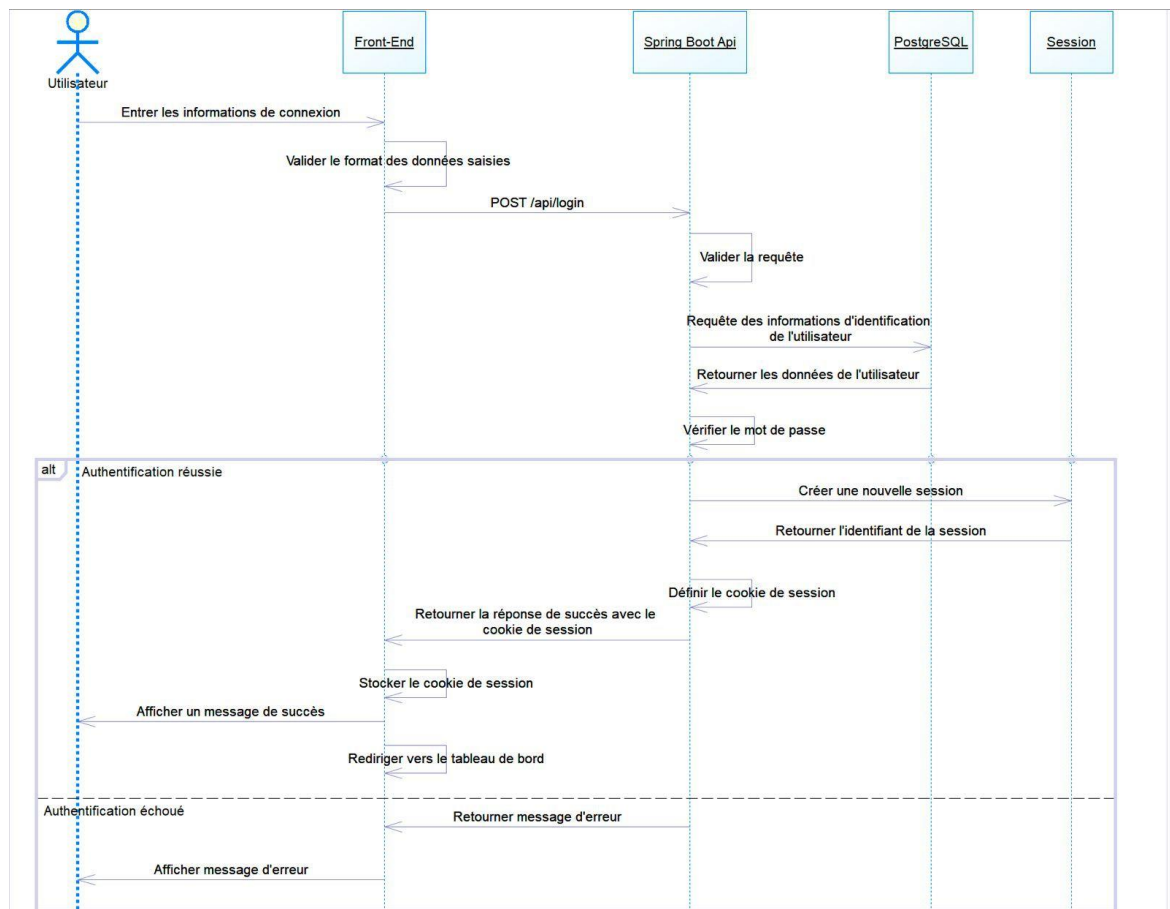 Utilisateur
Front-End
Spring Boot Api
PostgreSQL
Session
Entrer les informations de connexion
Valider le format des données saisies
POST /api/login
Valider la requête
Requête des informations d'identification
de l'utilisateur
Retourner les données de l'utilisateur
Vérifier le mot de passe
alt
Authentification réussie
Créer une nouvelle session
Retourner l'identifiant de la session
Définir le cookie de session
Retourner la réponse de succès avec le
cookie de session
Stocker le cookie de session
Afficher un message de succès
Rediriger vers le tableau de bord
Authentification échoué
Retourner message d'erreur
Afficher message d'erreur